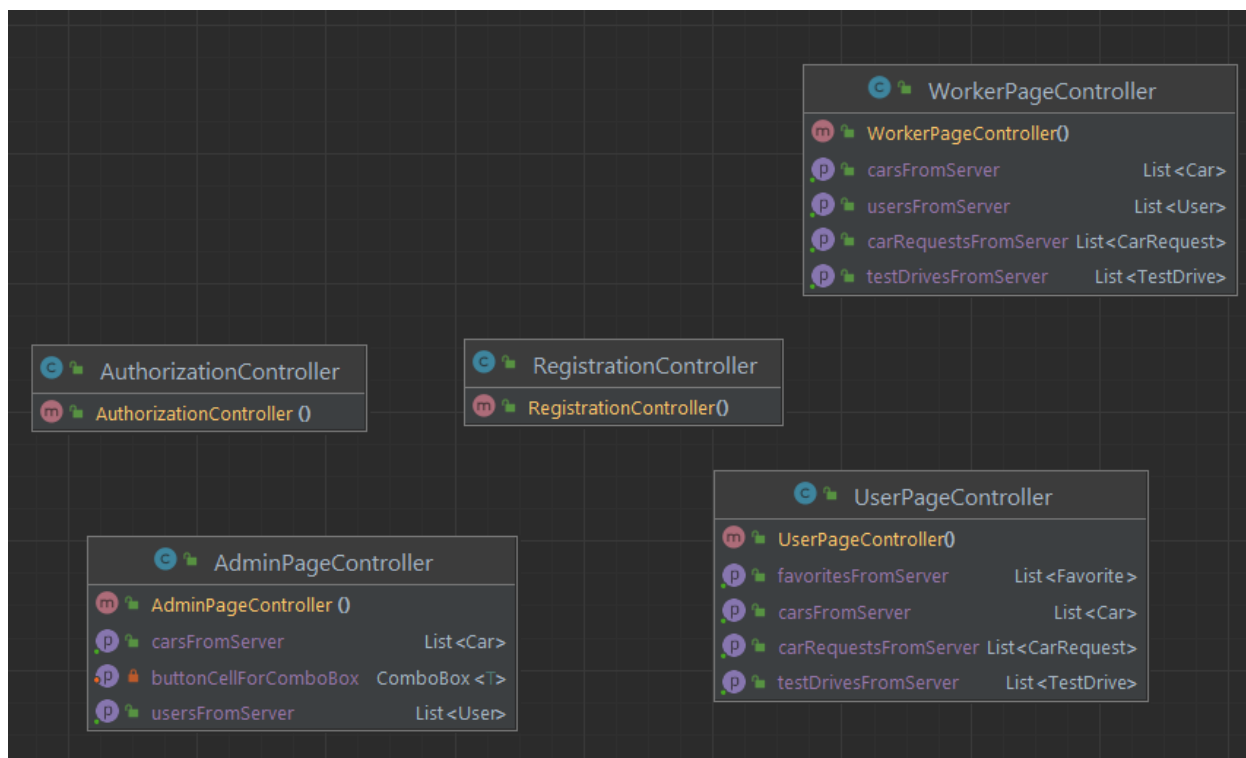 WorkerPageController
WorkerPageController()
carsFromServer List<Car>
usersFromServer List<User>
carRequestsFromServer List<CarRequest>
testDrivesFromServer List<TestDrive>
AuthorizationController
AuthorizationController ()
RegistrationController
RegistrationController()
AdminPageController
AdminPageController ()
carsFromServer List<Car>
buttonCellForComboBox ComboBox<T>
usersFromServer List<User>
UserPageController
UserPageController()
favoritesFromServer List<Favorite>
carsFromServer List<Car>
carRequestsFromServer List<CarRequest>
testDrivesFromServer List<TestDrive>